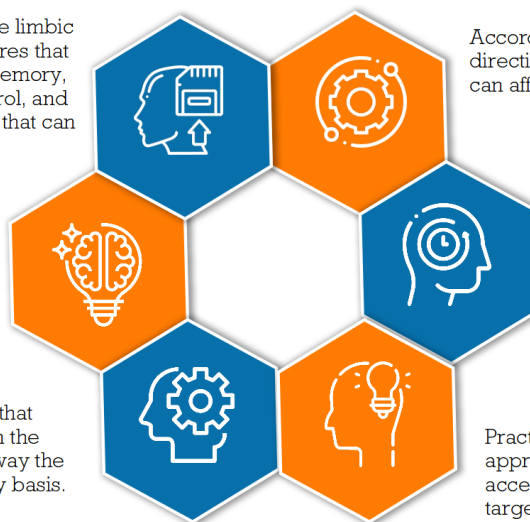 e limbic
res that
emory,
rol, and
that can
Accord
directi
can aff
that
n the
way the
y basis.
Pract
appr
acce
targe